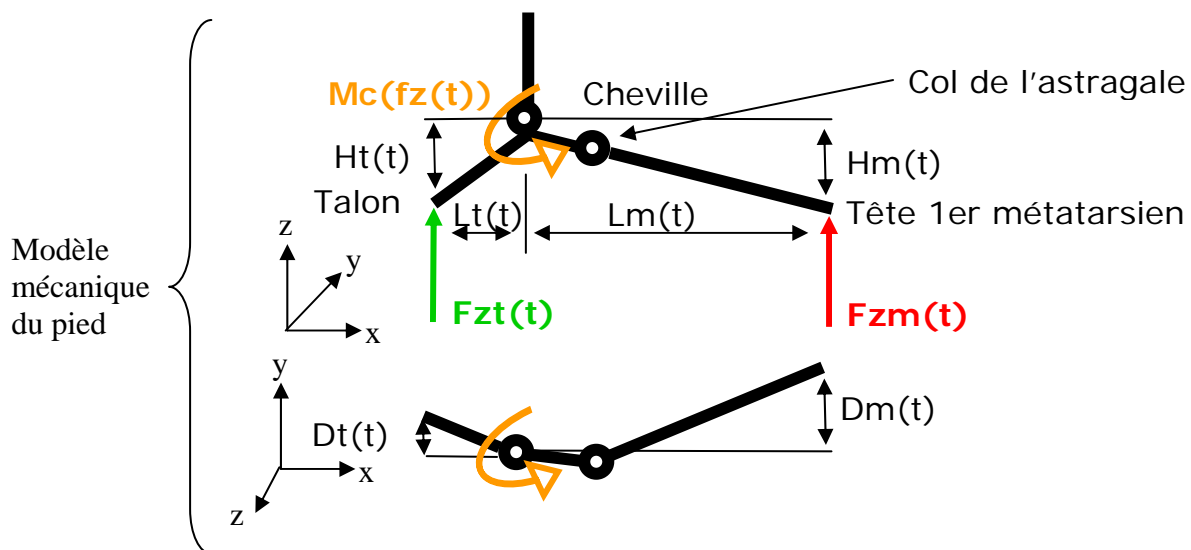 Mc(fz(t))
Cheville
Col de l'astragale
Ht(t)
Hm(t)
Talon
Lt(t)
Lm(t)
Tête 1er métatarsien
Modèle
mécanique
du pied
z
y
x
Fzt(t)
Fzm(t)
y
Dt(t)
Dm(t)
x
z